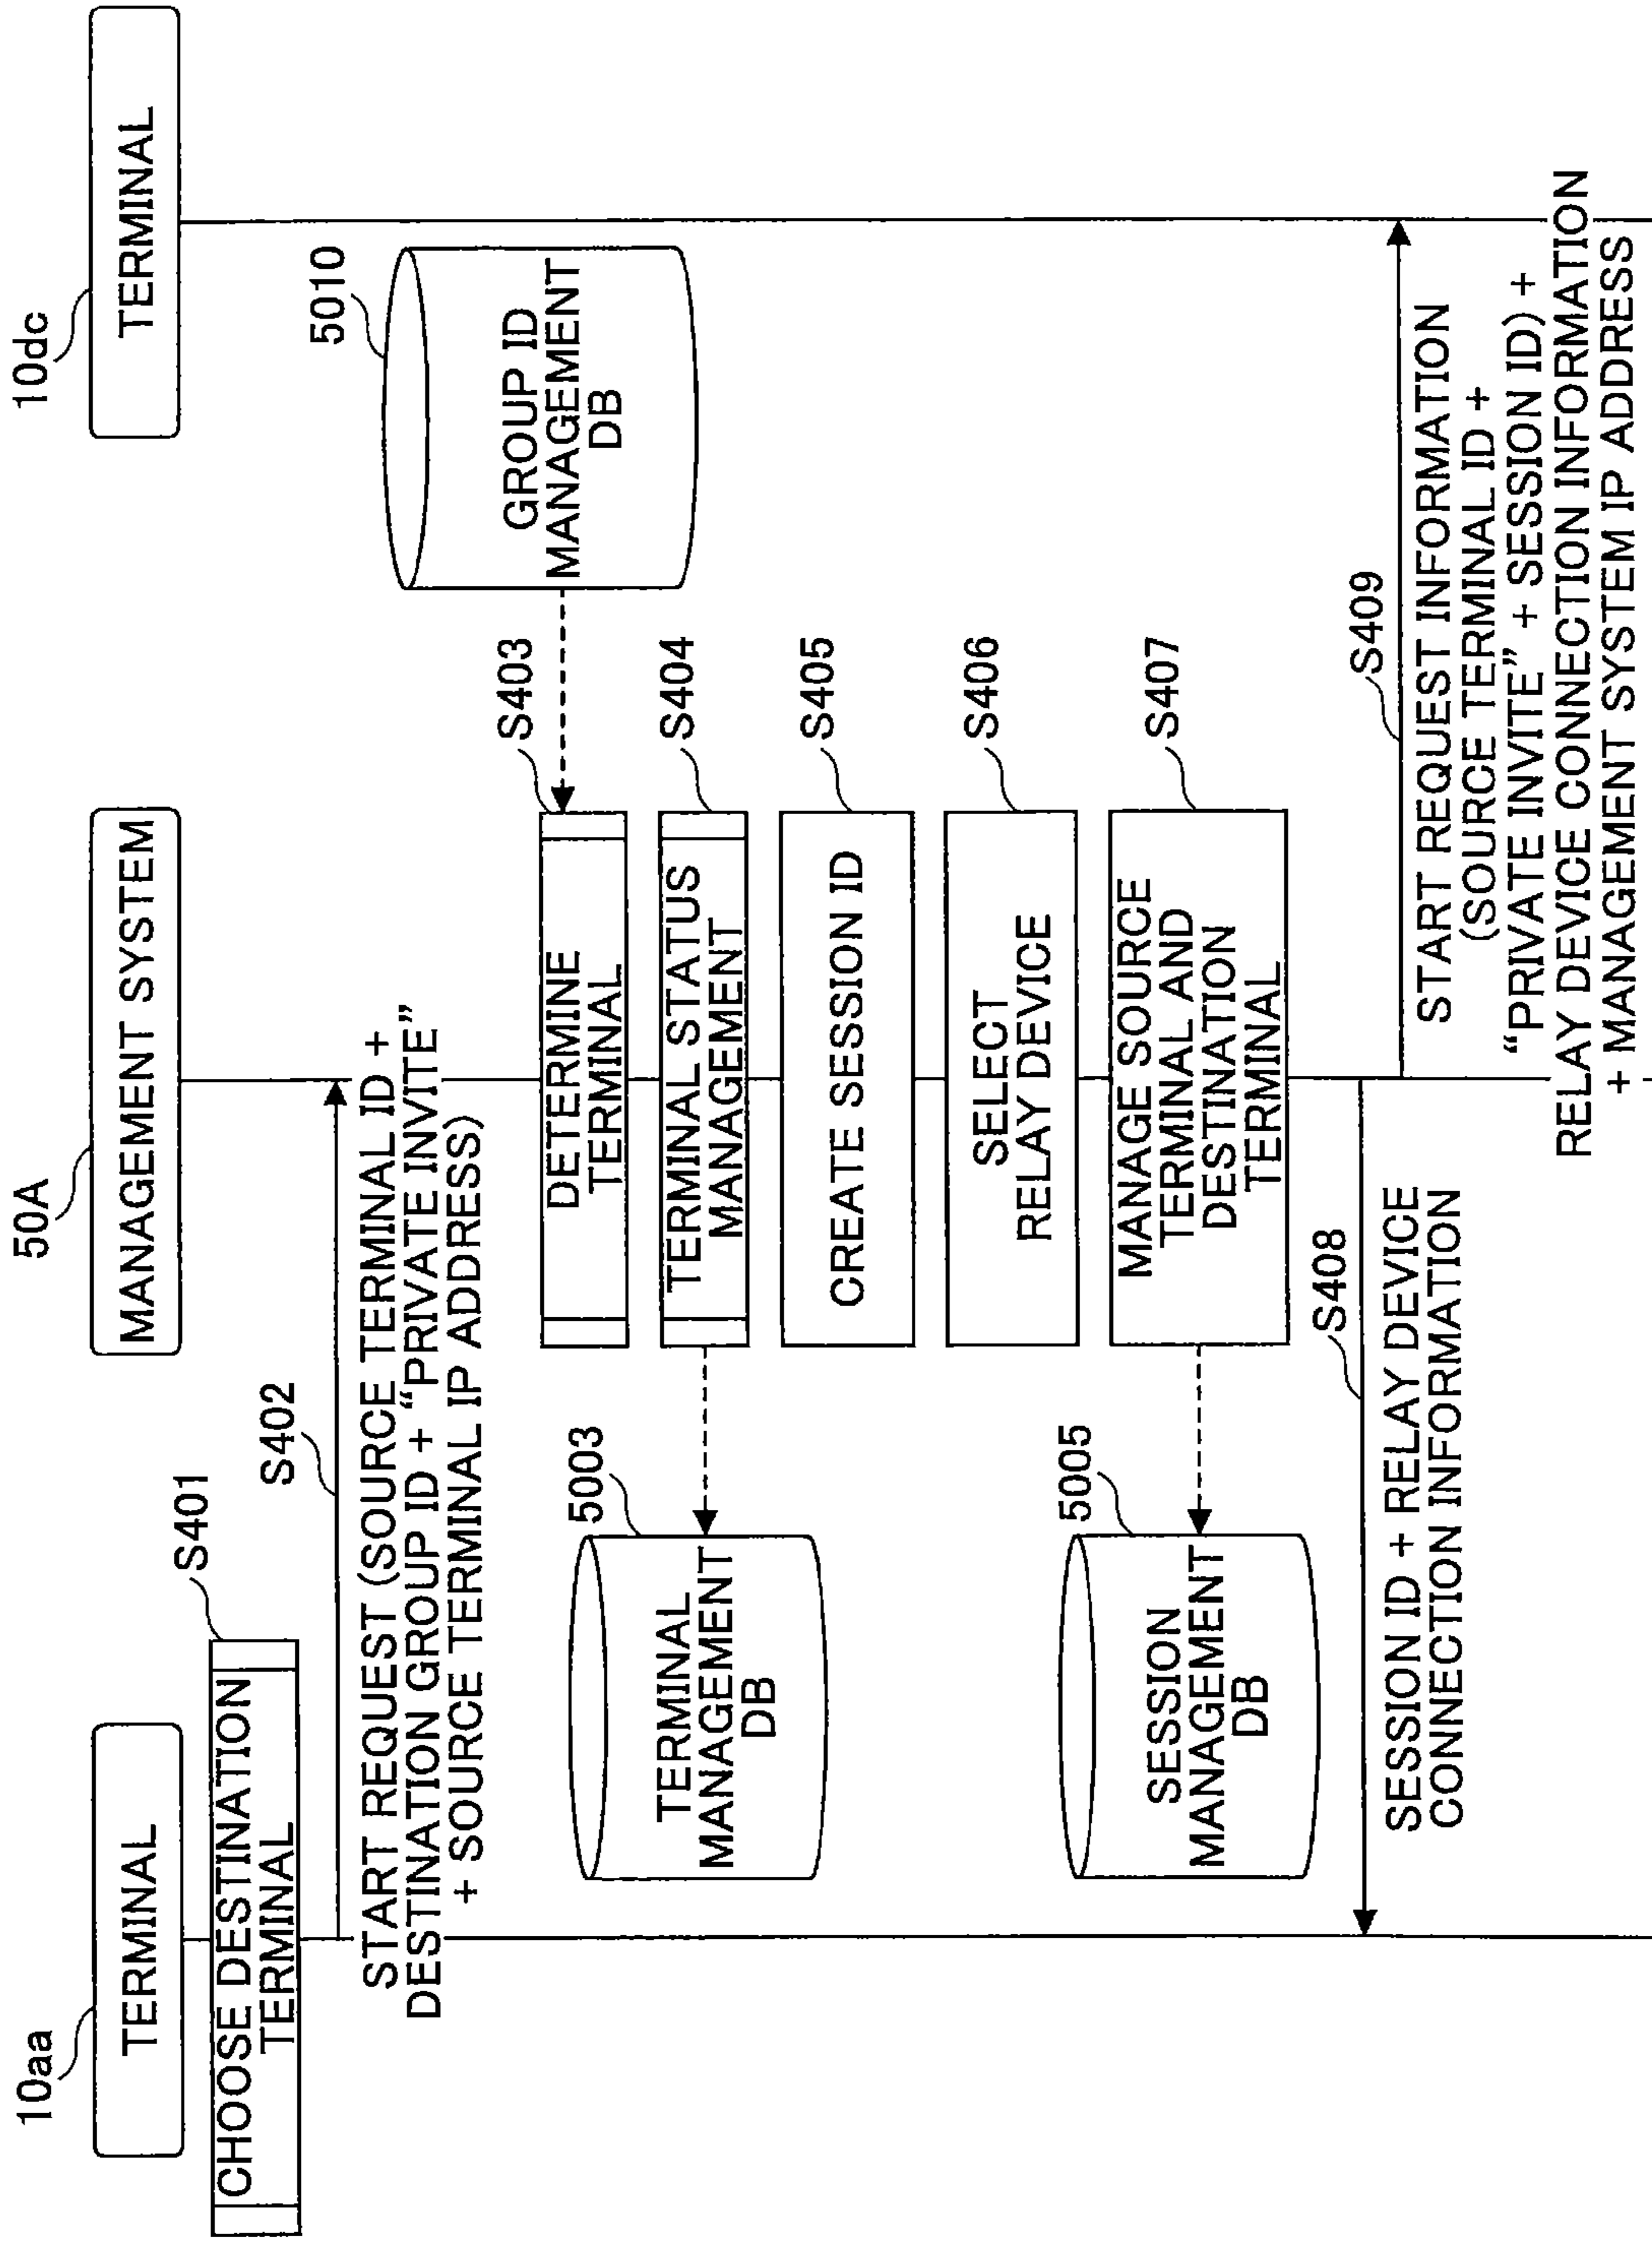 10aa
TERMINAL
50A
MANAGEMENT SYSTEM
10dc
TERMINAL
S401
CHOOSE DESTINATION
TERMINAL
S402
START REQUEST (SOURCE TERMINAL ID +
DESTINATION GROUP ID + “PRIVATE INVITE”
+ SOURCE TERMINAL IP ADDRESS)
5010
GROUP ID
MANAGEMENT
DB
S403
DETERMINE
TERMINAL
S404
TERMINAL STATUS
MANAGEMENT
5003
TERMINAL
MANAGEMENT
DB
S405
CREATE SESSION ID
S406
SELECT
RELAY DEVICE
S407
MANAGE SOURCE
TERMINAL AND
DESTINATION
TERMINAL
5005
SESSION
MANAGEMENT
DB
S408
SESSION ID + RELAY DEVICE
CONNECTION INFORMATION
S409
START REQUEST INFORMATION
(SOURCE TERMINAL ID +
“PRIVATE INVITE” + SESSION ID) +
RELAY DEVICE CONNECTION INFORMATION
+ MANAGEMENT SYSTEM IP ADDRESS